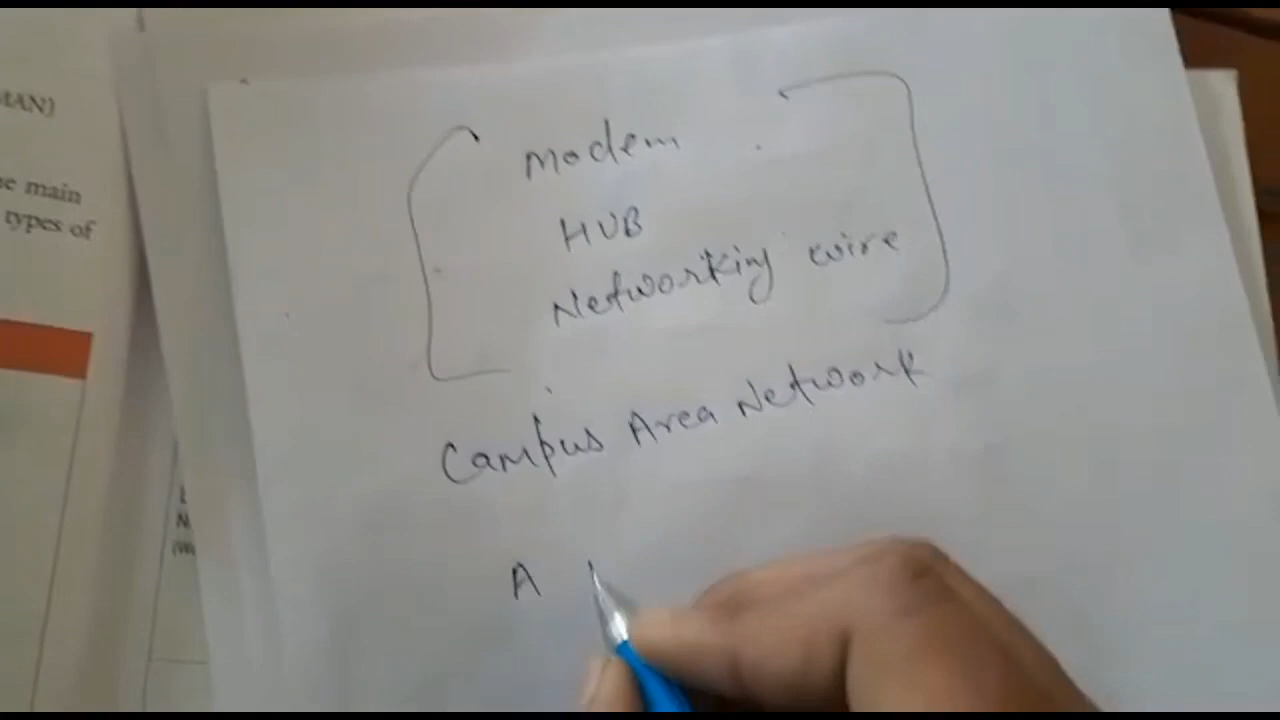 MAN)
main
types of
Modem
HUB
Networking wire
Campus Area Network
A